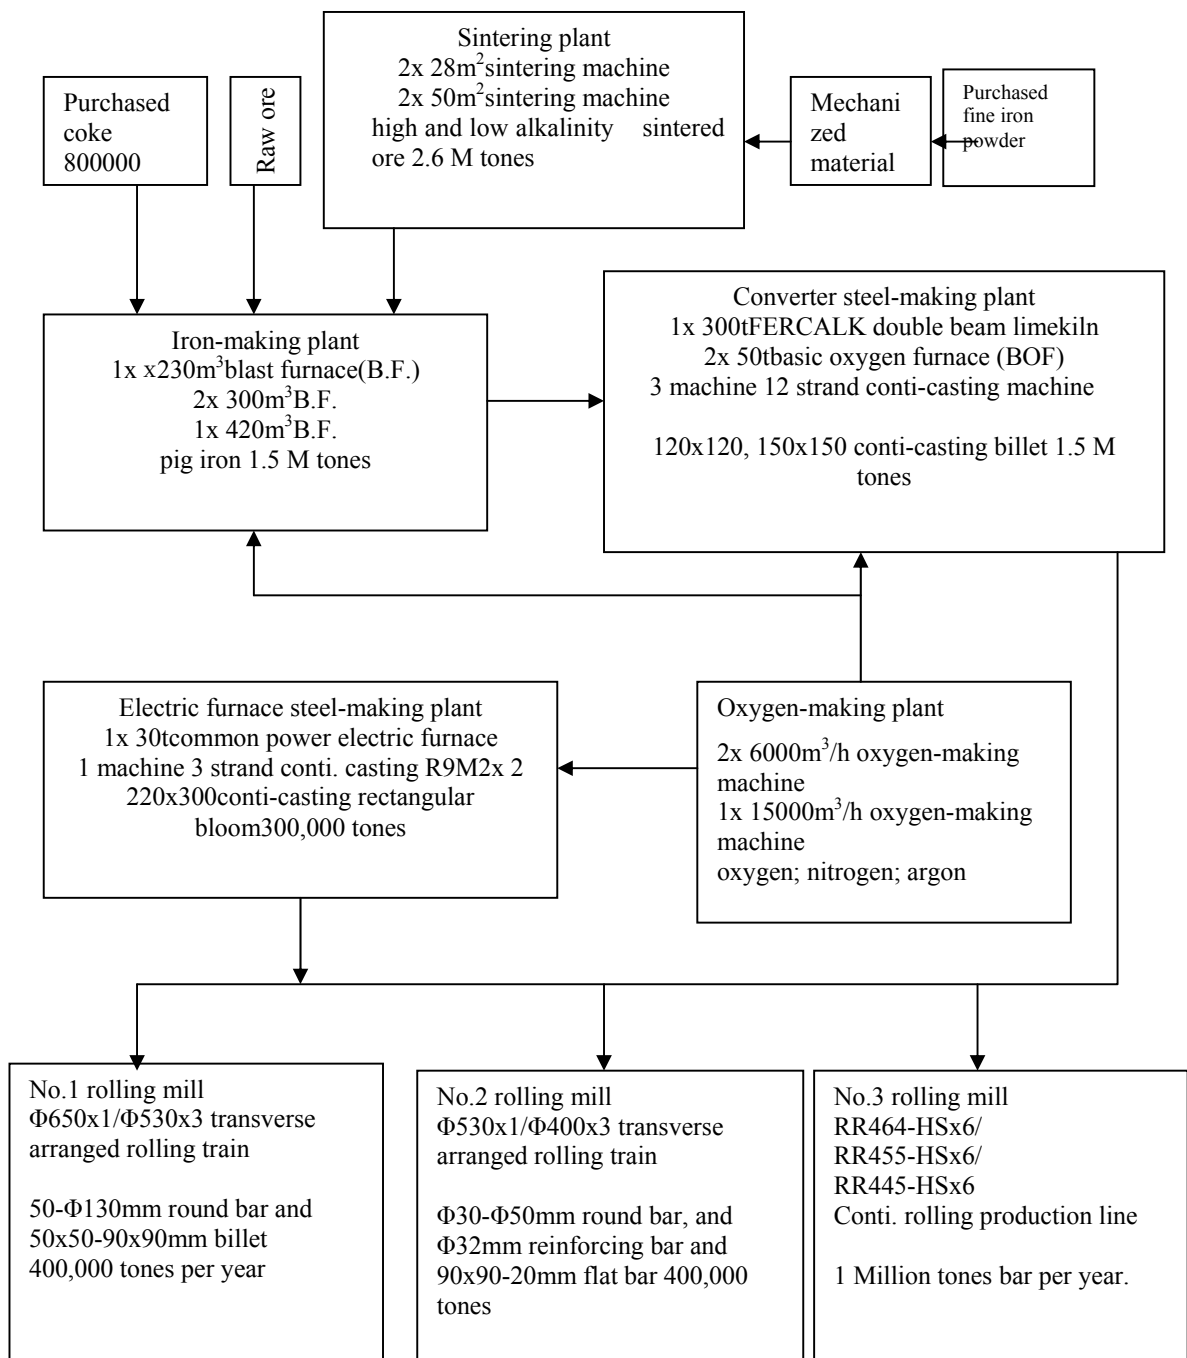 Sintering plant
2x 28m²sintering machine
2x 50m²sintering machine
high and low alkalinity sintered
ore 2.6 M tones
Purchased
coke
800000
Raw ore
Mechani
zed
material
Purchased
fine iron
powder
Iron-making plant
1x x230m³blast furnace(B.F.)
2x 300m³B.F.
1x 420m³B.F.
pig iron 1.5 M tones
Converter steel-making plant
1x 300tFERCALK double beam limekiln
2x 50tbasic oxygen furnace (BOF)
3 machine 12 strand conti-casting machine
120x120, 150x150 conti-casting billet 1.5 M
tones
Electric furnace steel-making plant
1x 30tcommon power electric furnace
1 machine 3 strand conti. casting R9M2x 2
220x300conti-casting rectangular
bloom300,000 tones
Oxygen-making plant
2x 6000m³/h oxygen-making
machine
1x 15000m³/h oxygen-making
machine
oxygen; nitrogen; argon
No.1 rolling mill
Φ650x1/Φ530x3 transverse
arranged rolling train
50-Φ130mm round bar and
50x50-90x90mm billet
400,000 tones per year
No.2 rolling mill
Φ530x1/Φ400x3 transverse
arranged rolling train
Φ30-Φ50mm round bar, and
Φ32mm reinforcing bar and
90x90-20mm flat bar 400,000
tones
No.3 rolling mill
RR464-HSx6/
RR455-HSx6/
RR445-HSx6
Conti. rolling production line
1 Million tones bar per year.